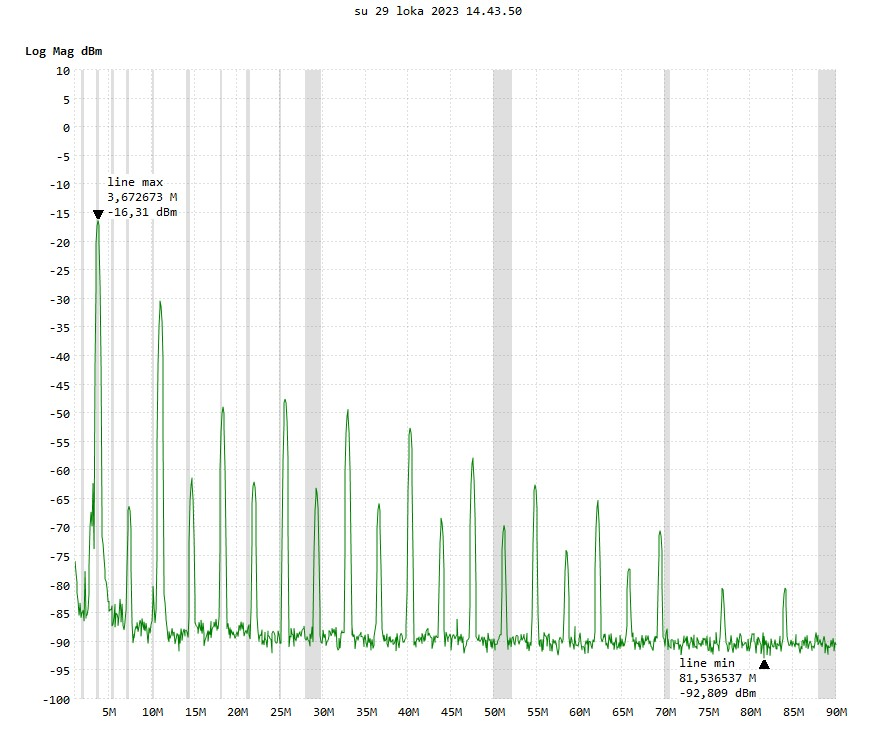 su 29 loka 2023 14.43.50
Log Mag dBm
10
5
0
-5
-10
line max
3,672673 M
-15
-16,31 dBm
-20
-25
-30
-35
-40
-45
-50
-55
-60
-65
-70
-75
-80
-85
-90
-95
line min
81,536537 M
-92,809 dBm
-100
5M 10M 15M 20M 25M 30M 35M 40M 45M 50M 55M 60M 65M 70M 75M 80M 85M 90M